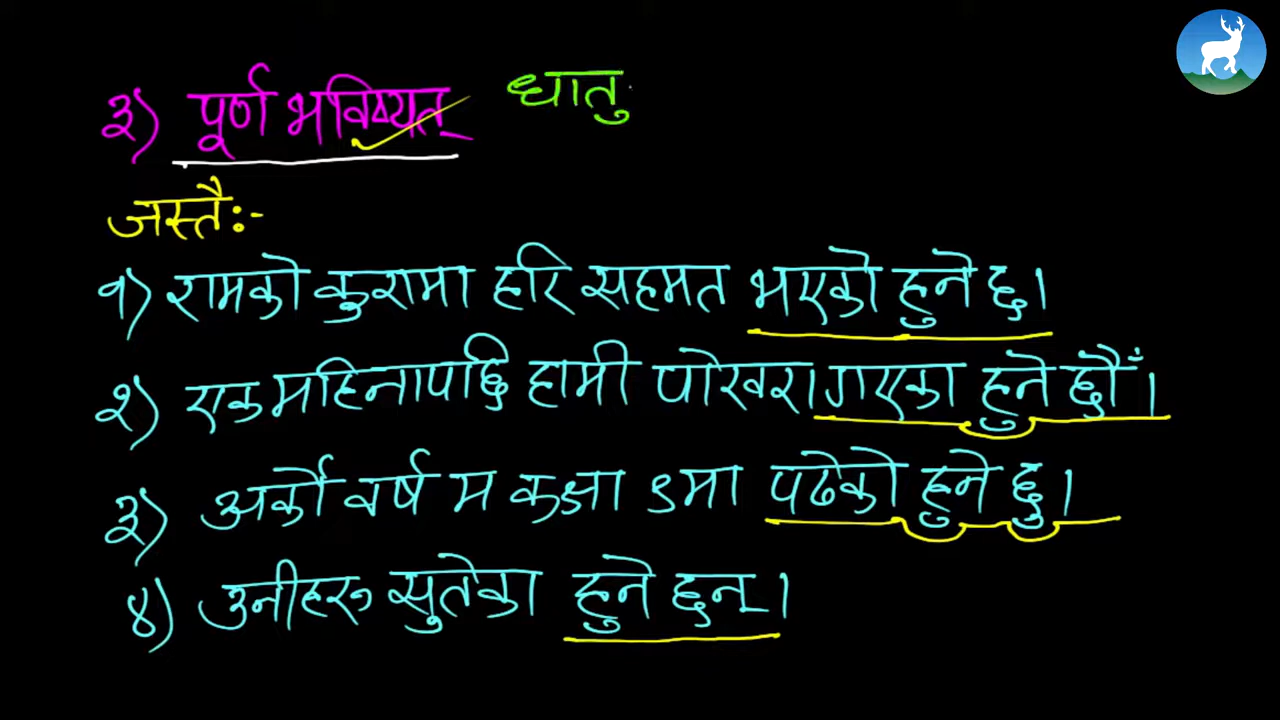 ३) पूर्ण भविष्यत् धातु
जस्तैः-
१) रामको कुरामा हरि सहमत भएको हुने छ।
२) एक महिनापछि हामी पोखरा गएका हुने छौँ।
३) अर्को वर्ष म कक्षा ९मा पढेको हुने छु।
४) उनीहरू सुतेका हुने छन्।